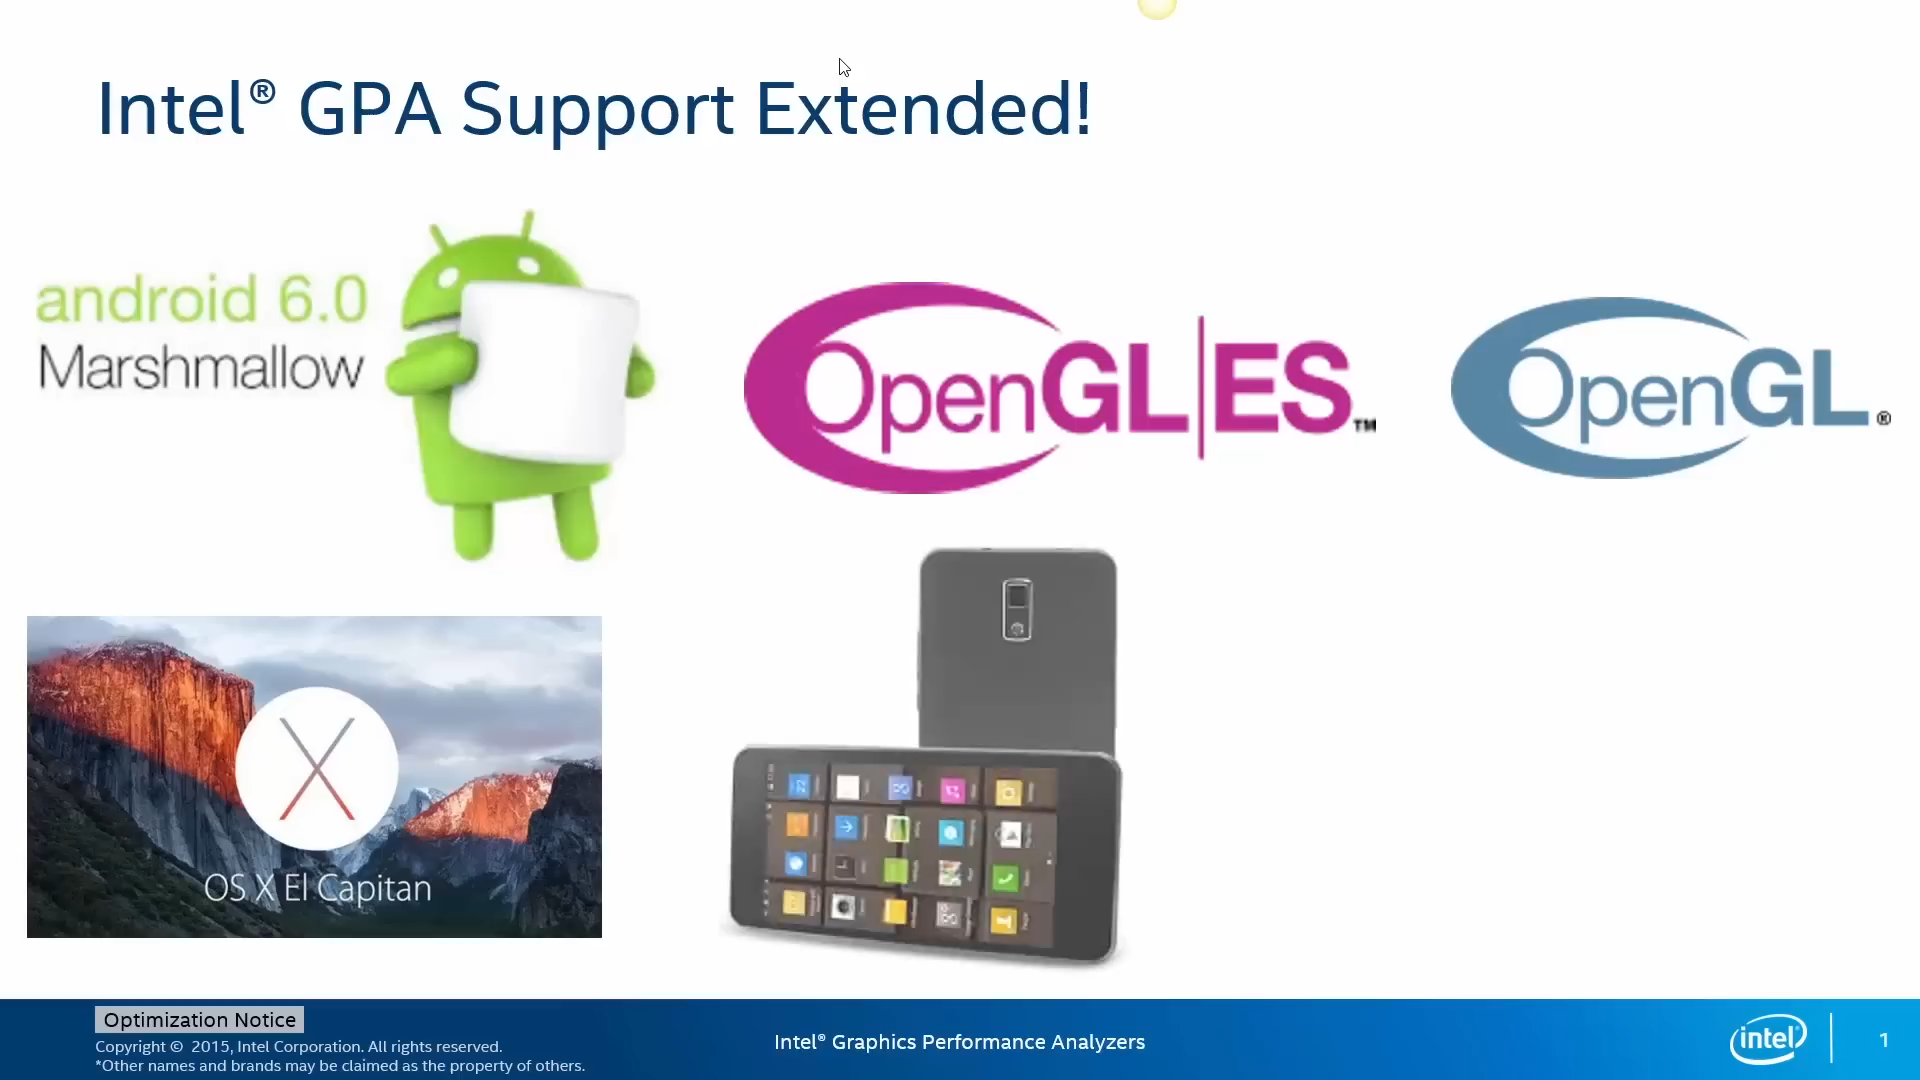 Intel® GPA Support Extended!
android 6.0
Marshmallow
OpenGL|ES™
OpenGL®
OS X El Capitan
Optimization Notice
Copyright © 2015, Intel Corporation. All rights reserved.
*Other names and brands may be claimed as the property of others.
Intel® Graphics Performance Analyzers
intel
1